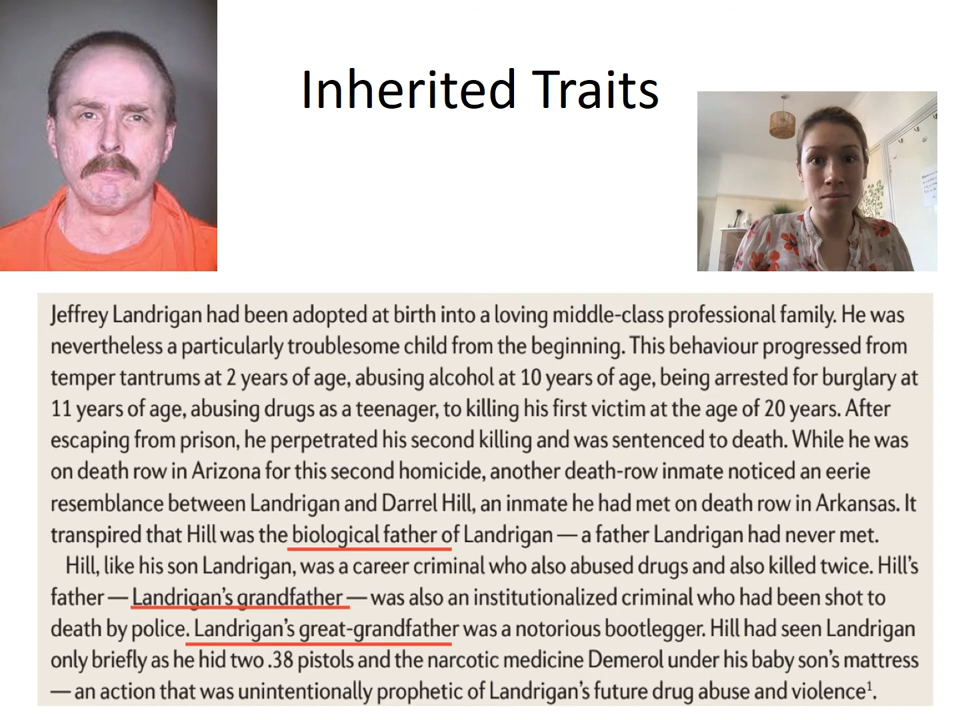 Inherited Traits
Jeffrey Landrigan had been adopted at birth into a loving middle-class professional family. He was
nevertheless a particularly troublesome child from the beginning. This behaviour progressed from
temper tantrums at 2 years of age, abusing alcohol at 10 years of age, being arrested for burglary at
11 years of age, abusing drugs as a teenager, to killing his first victim at the age of 20 years. After
escaping from prison, he perpetrated his second killing and was sentenced to death. While he was
on death row in Arizona for this second homicide, another death-row inmate noticed an eerie
resemblance between Landrigan and Darrel Hill, an inmate he had met on death row in Arkansas. It
transpired that Hill was the biological father of Landrigan — a father Landrigan had never met.
Hill, like his son Landrigan, was a career criminal who also abused drugs and also killed twice. Hill's
father — Landrigan's grandfather — was also an institutionalized criminal who had been shot to
death by police. Landrigan's great-grandfather was a notorious bootlegger. Hill had seen Landrigan
only briefly as he hid two .38 pistols and the narcotic medicine Demerol under his baby son's mattress
— an action that was unintentionally prophetic of Landrigan's future drug abuse and violence¹.